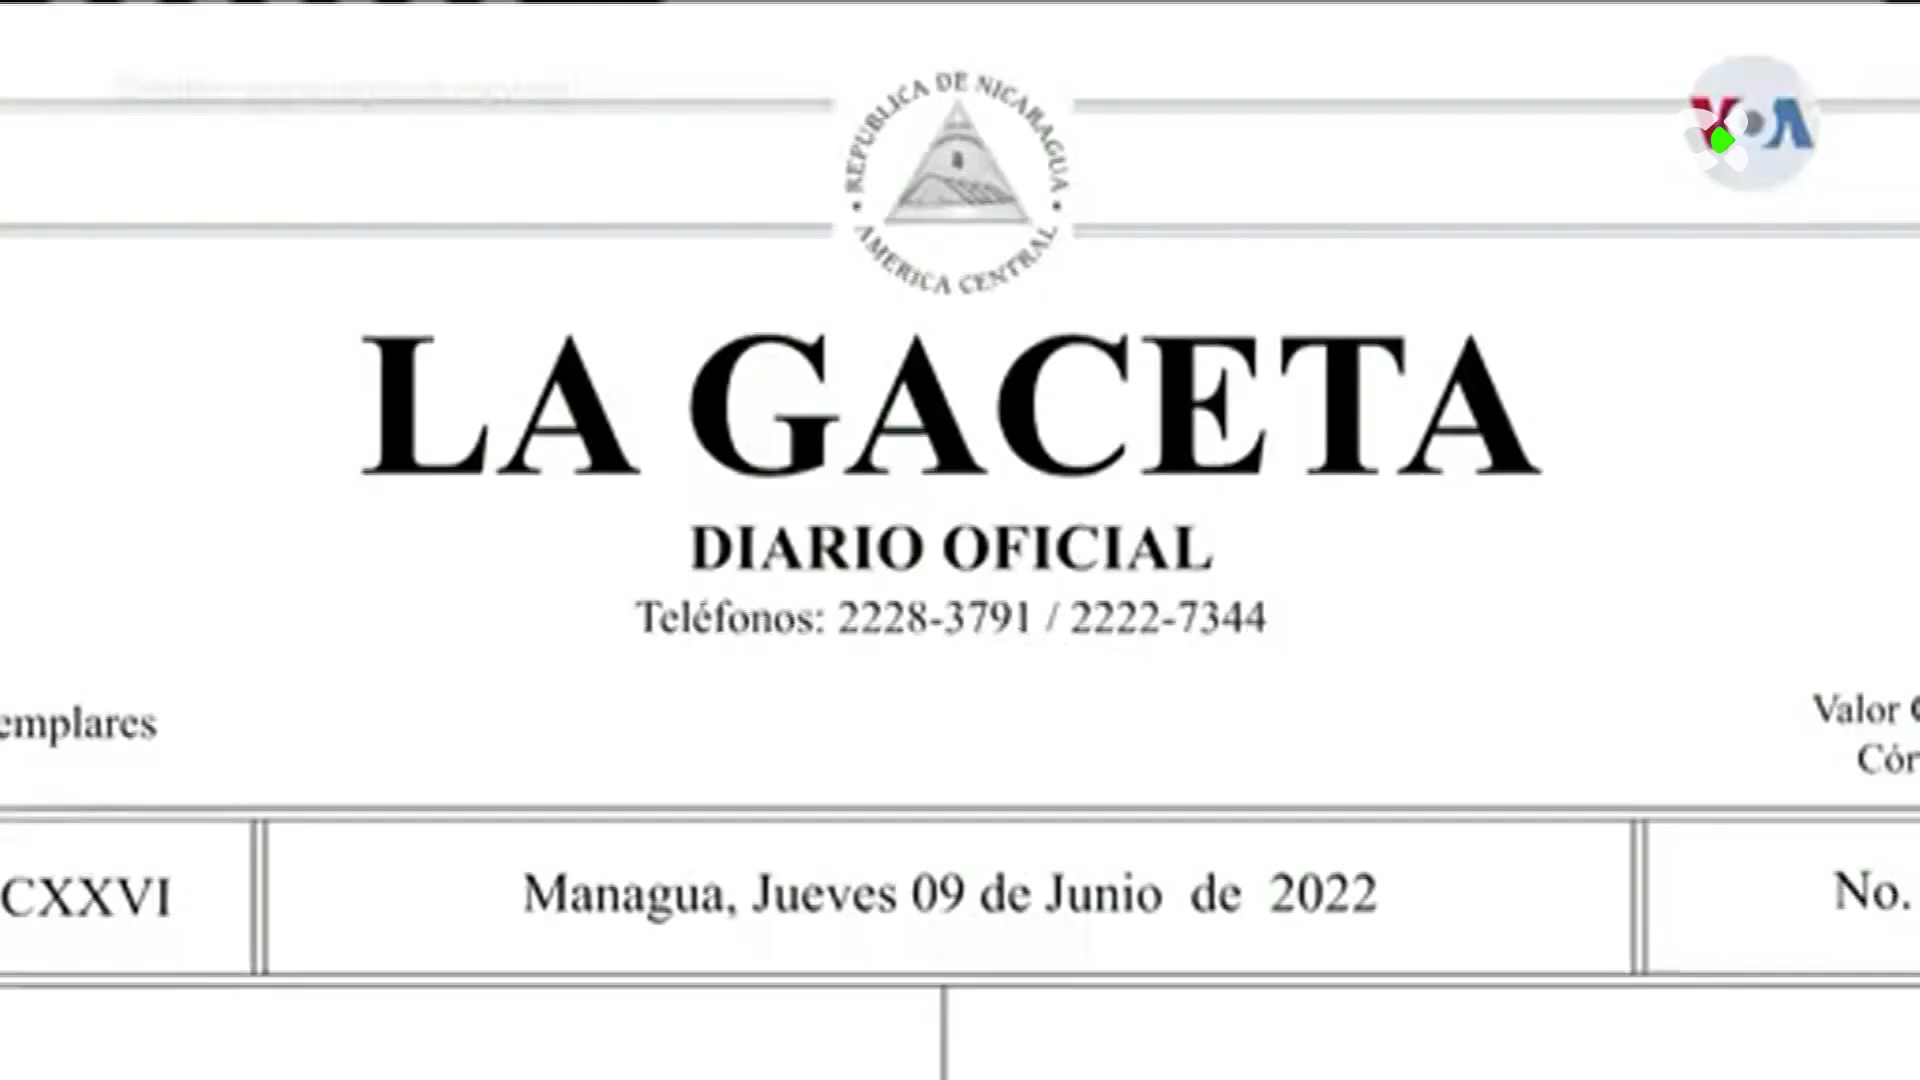 REPUBLICA DE NICARAGUA
AMERICA CENTRAL
VOA
LA GACETA
DIARIO OFICIAL
Teléfonos: 2228-3791 / 2222-7344
emplares
Valor
Cór
CXXVI
Managua, Jueves 09 de Junio de 2022
No.